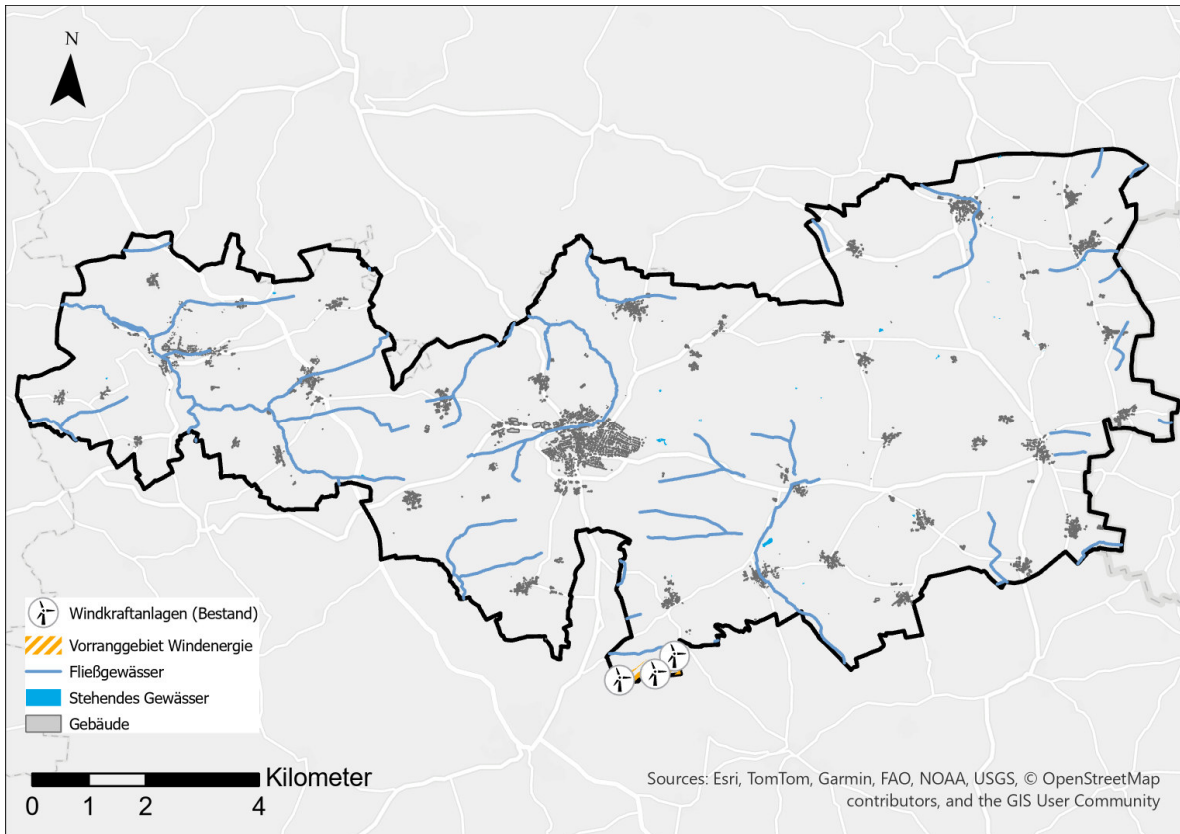 N
Windkraftanlagen (Bestand)
Vorranggebiet Windenergie
Fließgewässer
Stehendes Gewässer
Gebäude
Kilometer
0 1 2 4
Sources: Esri, TomTom, Garmin, FAO, NOAA, USGS, © OpenStreetMap
contributors, and the GIS User Community